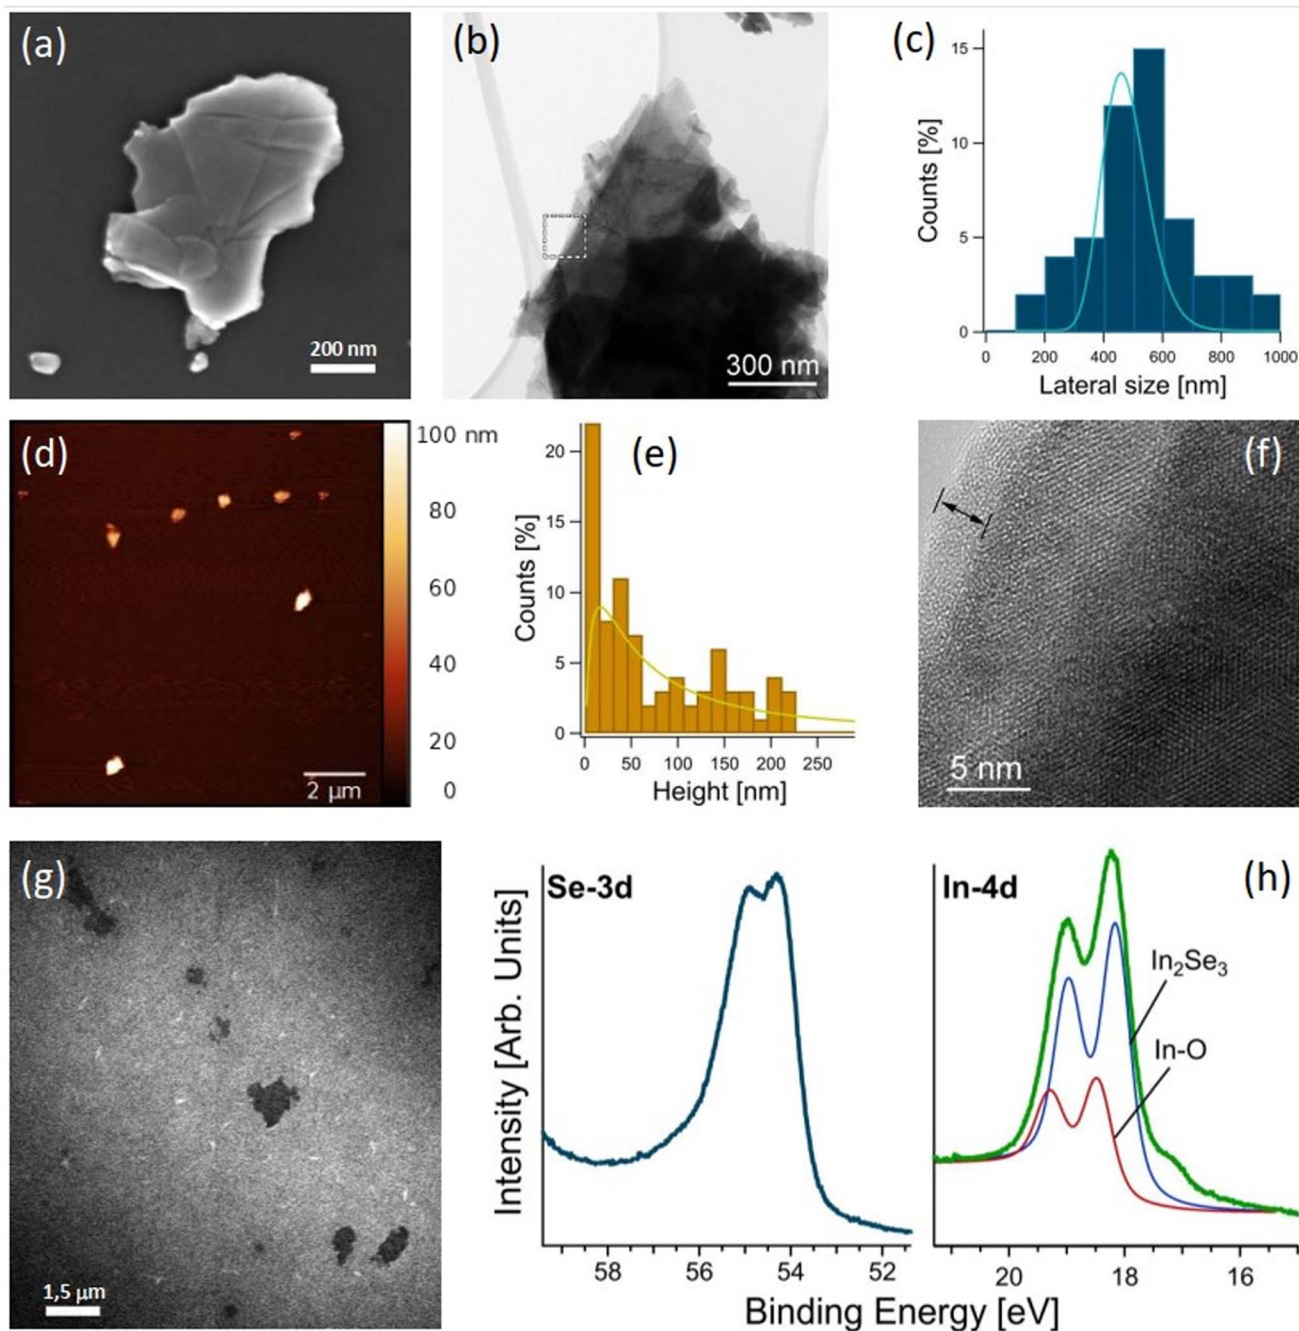 (a)
200 nm
(b)
300 nm
(c)
15
10
5
0
Counts [%]
0 200 400 600 800 1000
Lateral size [nm]
(d)
100 nm
80
60
40
20
0
2 µm
(e)
20
15
10
5
0
Counts [%]
0 50 100 150 200 250
Height [nm]
(f)
5 nm
(g)
1,5 µm
Intensity [Arb. Units]
Se-3d
58 56 54 52
In-4d
(h)
In₂Se₃
In-O
20 18 16
Binding Energy [eV]